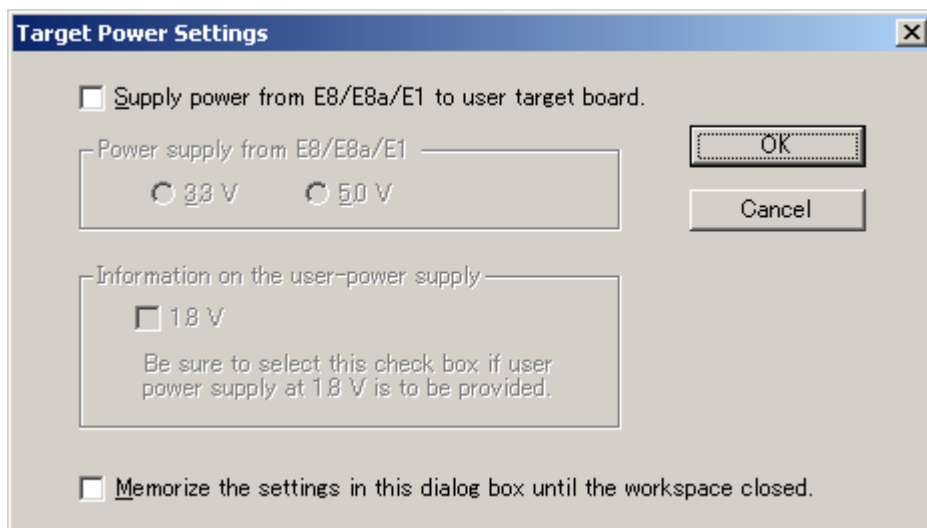 Target Power Settings
Supply power from E8/E8a/E1 to user target board.
Power supply from E8/E8a/E1
3.3 V
5.0 V
OK
Cancel
Information on the user-power supply
1.8 V
Be sure to select this check box if user
power supply at 1.8 V is to be provided.
Memorize the settings in this dialog box until the workspace closed.